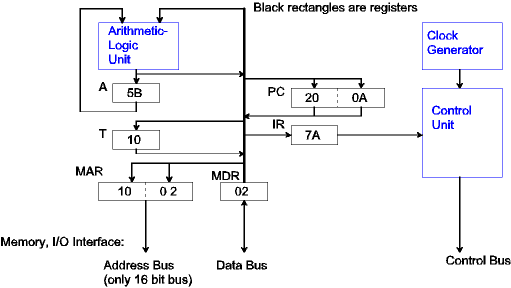 Black rectangles are registers
Arithmetic-
Logic
Unit
Clock
Generator
A
5B
PC
20 0A
Control
Unit
IR
7A
T
10
MAR
10 0 2
MDR
02
Memory, I/O Interface:
Address Bus
(only 16 bit bus)
Data Bus
Control Bus